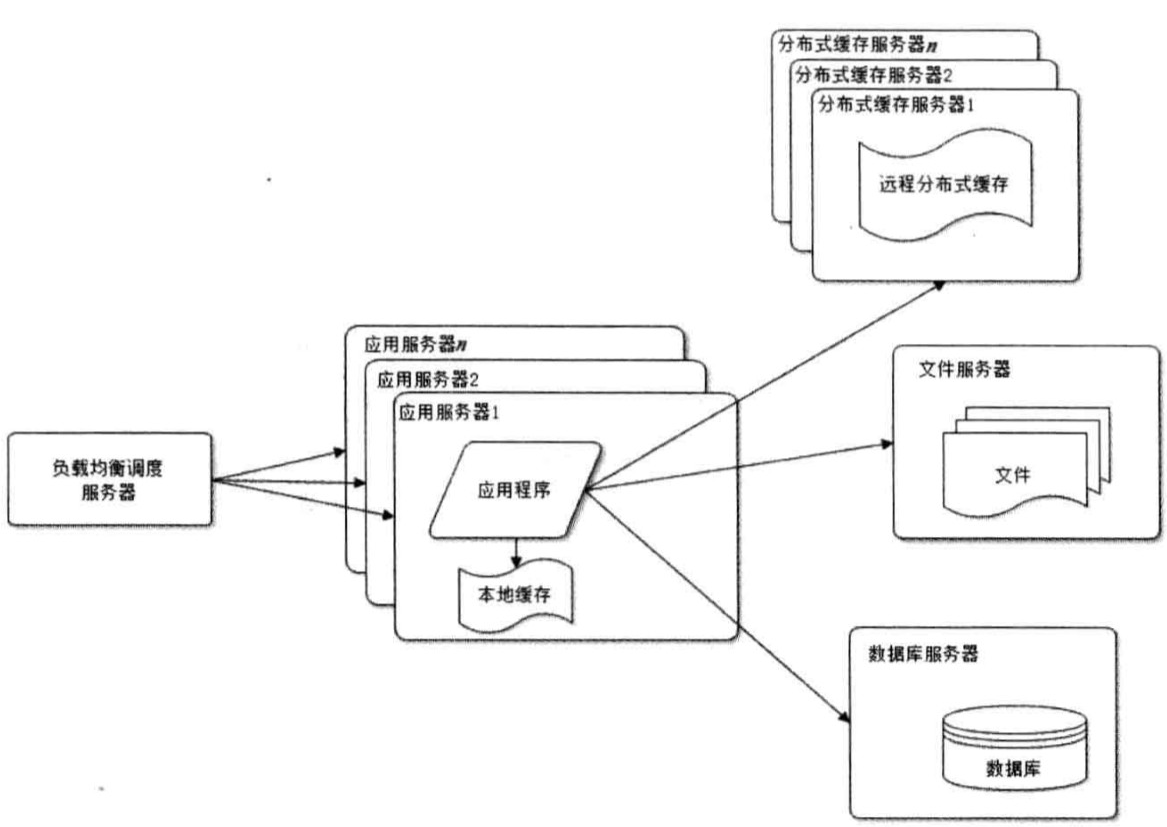 分布式缓存服务器n
分布式缓存服务器2
分布式缓存服务器1
远程分布式缓存
应用服务器n
应用服务器2
应用服务器1
负载均衡调度
服务器
应用程序
本地缓存
文件服务器
文件
数据库服务器
数据库